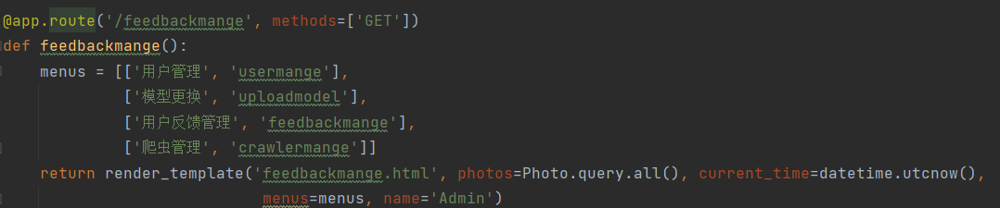 @app.route('/feedbackmange', methods=['GET'])
def feedbackmange():
    menus = [['用户管理', 'usermange'],
             ['模型更换', 'uploadmodel'],
             ['用户反馈管理', 'feedbackmange'],
             ['爬虫管理', 'crawlermange']]
    return render_template('feedbackmange.html', photos=Photo.query.all(), current_time=datetime.utcnow(),
                           menus=menus, name='Admin')